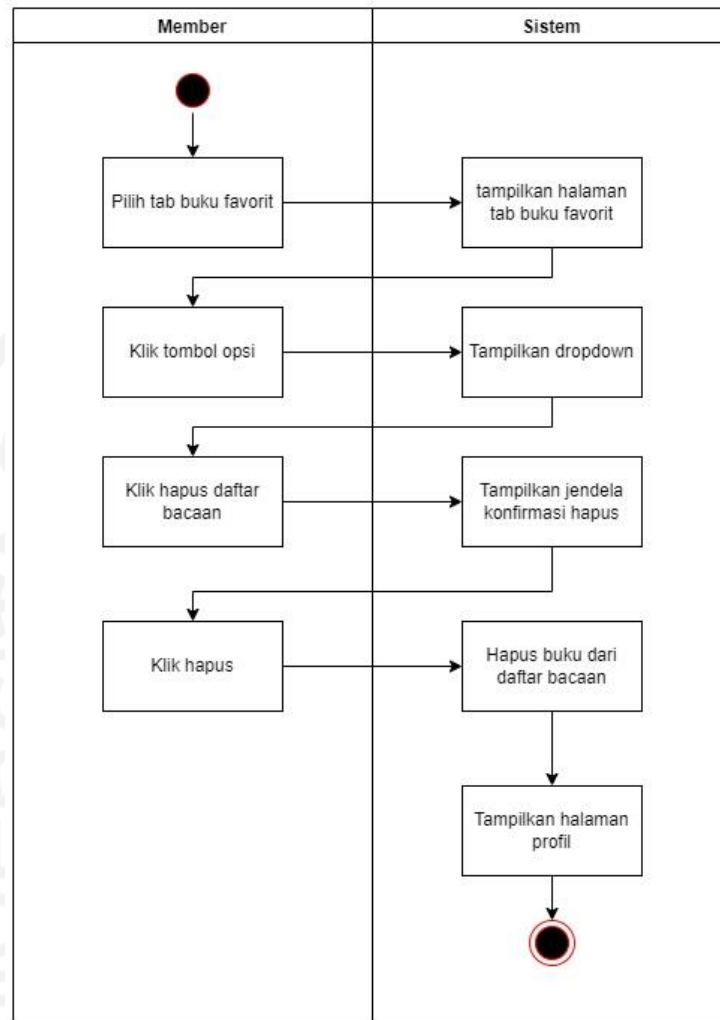 Member
Sistem
Pilih tab buku favorit
tampilkan halaman
tab buku favorit
Klik tombol opsi
Tampilkan dropdown
Klik hapus daftar
bacaan
Tampilkan jendela
konfirmasi hapus
Klik hapus
Hapus buku dari
daftar bacaan
Tampilkan halaman
profil